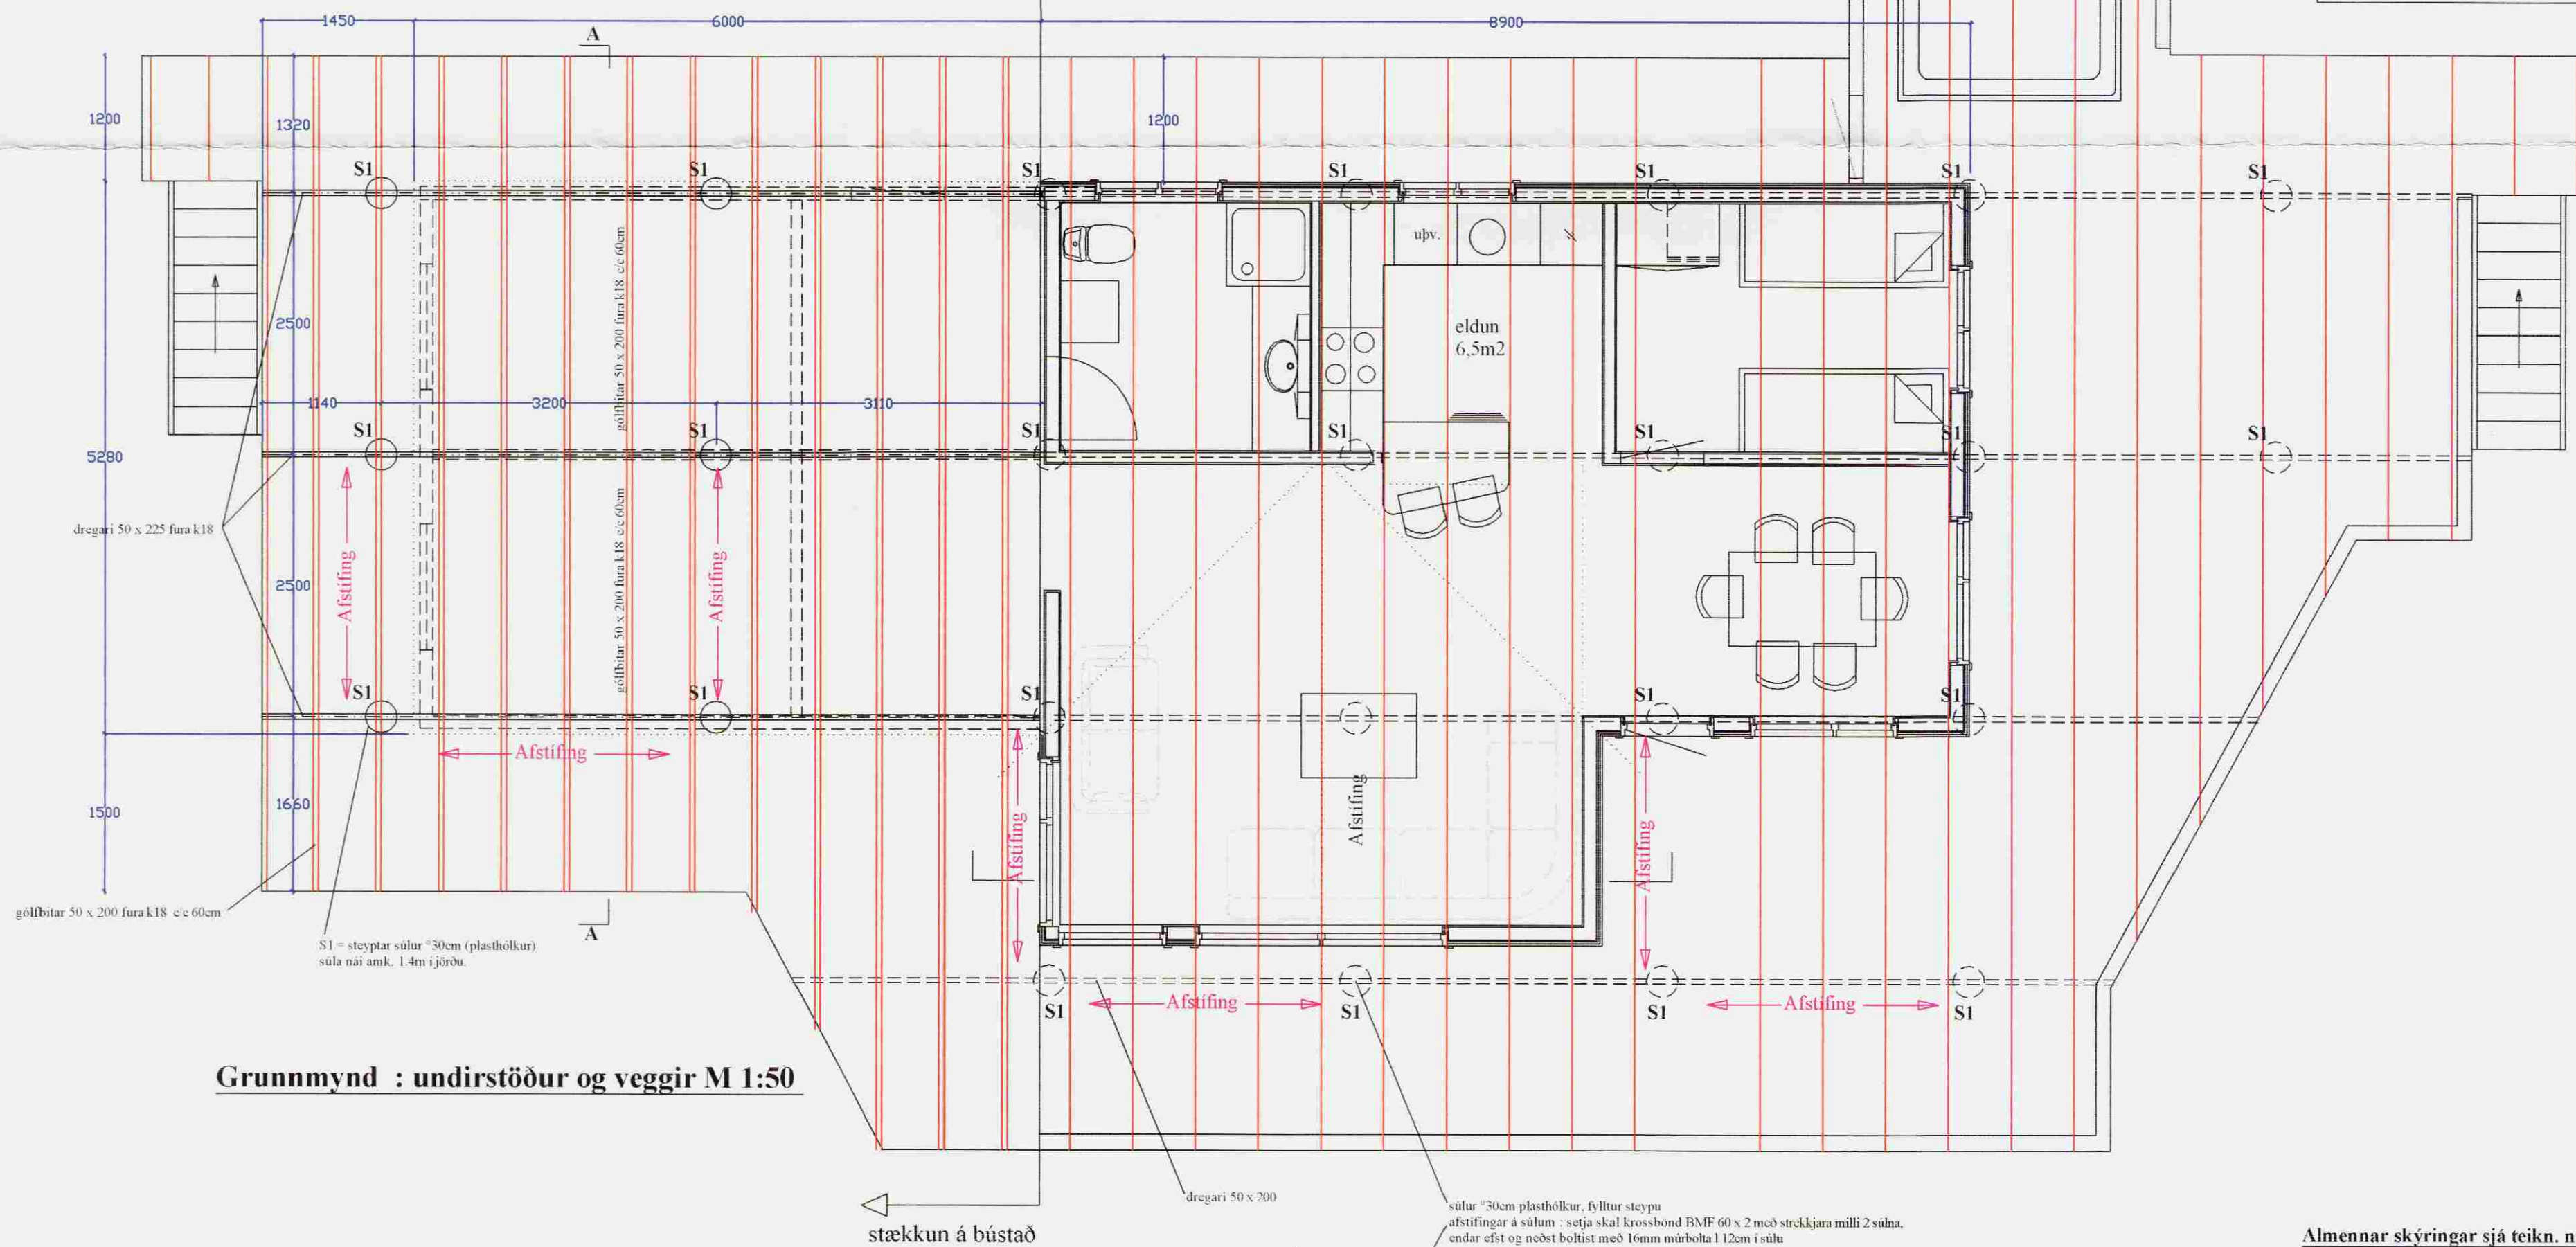 1450
6000
8900
A
1200
1320
1200
S1
S1
S1
S1
S1
S1
S1
uþv.
gólfbitar 50 x 200 fura k18 c/c 60cm
2500
eldun
6,5m2
1140
3200
3110
S1
S1
S1
S1
S1
S1
S1
5280
dregari 50 x 225 fura k18
Afstífing
Afstífing
gólfbitar 50 x 200 fura k18 c/c 60cm
2500
S1
S1
S1
S1
S1
Afstífing
1500
1660
Afstífing
Afstífing
Afstífing
gólfbitar 50 x 200 fura k18 c/c 60cm
A
S1 = steyptar súlur °30cm (plasthólkur)
súla nái amk. 1.4m í jörðu.
S1
Afstífing
S1
S1
Afstífing
S1
Grunnmynd : undirstöður og veggir M 1:50
dregari 50 x 200
stækkun á bústað
súlur °30cm plasthólkur, fylltur steypu
afstífingar á súlum : setja skal krossbönd BMF 60 x 2 með strekkjara milli 2 súlna,
endar efst og neðst boltist með 16mm múrbolta l 12cm í súlu
Almennar skýringar sjá teikn. n